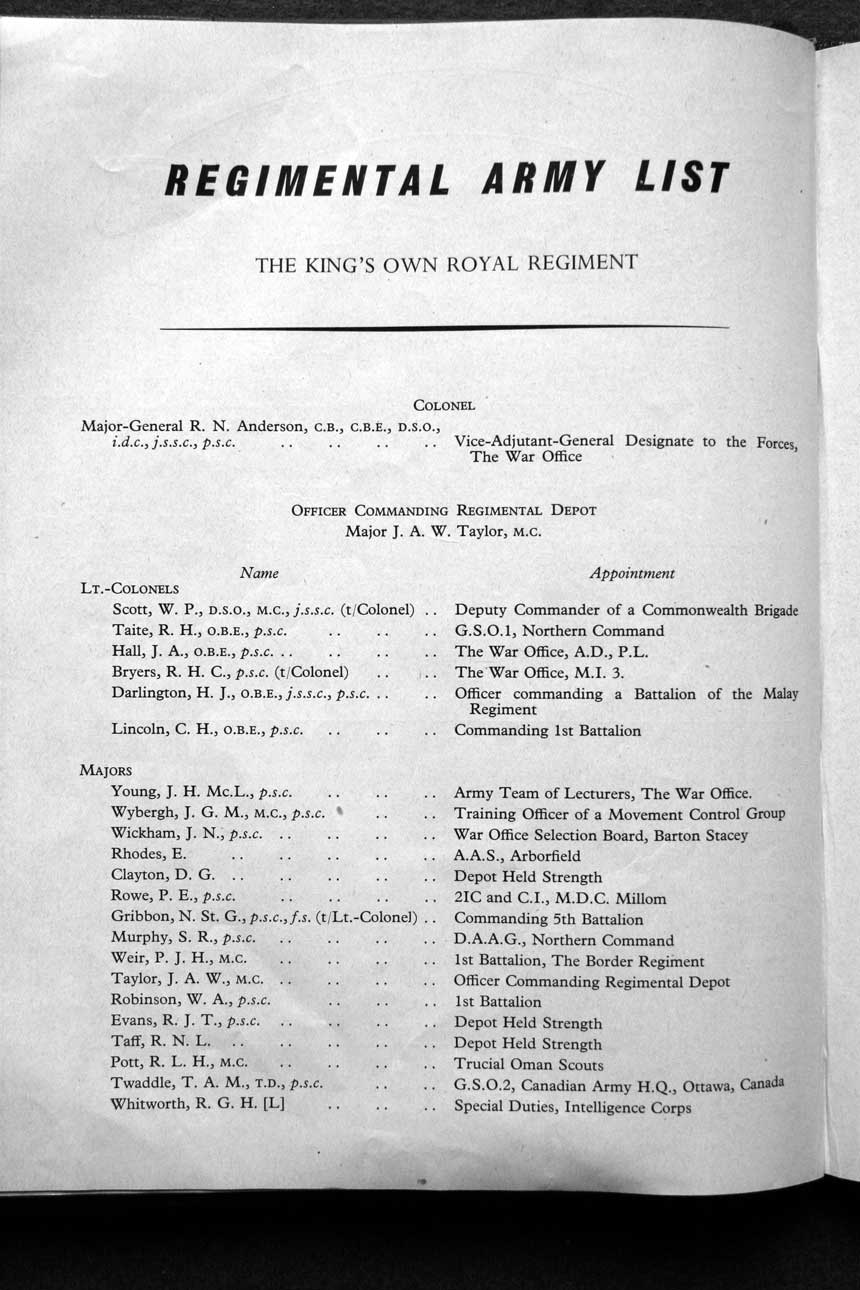 REGIMENTAL ARMY LIST
THE KING'S OWN ROYAL REGIMENT
COLONEL
Major-General R. N. Anderson, C.B., C.B.E., D.S.O.,
i.d.c., j.s.s.c., p.s.c. .. .. .. .. Vice-Adjutant-General Designate to the Forces,
The War Office
OFFICER COMMANDING REGIMENTAL DEPOT
Major J. A. W. Taylor, M.C.
Name Appointment
LT.-COLONELS
Scott, W. P., D.S.O., M.C., j.s.s.c. (t/Colonel) .. Deputy Commander of a Commonwealth Brigade
Taite, R. H., O.B.E., p.s.c. .. .. .. G.S.O.1, Northern Command
Hall, J. A., O.B.E., p.s.c. .. .. .. .. The War Office, A.D., P.L.
Bryers, R. H. C., p.s.c. (t/Colonel) .. .. The War Office, M.I. 3.
Darlington, H. J., O.B.E., j.s.s.c., p.s.c. .. .. Officer commanding a Battalion of the Malay
Regiment
Lincoln, C. H., O.B.E., p.s.c. .. .. .. Commanding 1st Battalion
MAJORS
Young, J. H. Mc.L., p.s.c. .. .. .. Army Team of Lecturers, The War Office.
Wybergh, J. G. M., M.C., p.s.c. .. .. Training Officer of a Movement Control Group
Wickham, J. N., p.s.c. .. .. .. .. War Office Selection Board, Barton Stacey
Rhodes, E. .. .. .. .. .. A.A.S., Arborfield
Clayton, D. G. .. .. .. .. .. Depot Held Strength
Rowe, P. E., p.s.c. .. .. .. .. 2IC and C.I., M.D.C. Millom
Gribbon, N. St. G., p.s.c., f.s. (t/Lt.-Colonel) .. Commanding 5th Battalion
Murphy, S. R., p.s.c. .. .. .. .. D.A.A.G., Northern Command
Weir, P. J. H., M.C. .. .. .. .. 1st Battalion, The Border Regiment
Taylor, J. A. W., M.C. .. .. .. .. Officer Commanding Regimental Depot
Robinson, W. A., p.s.c. .. .. .. 1st Battalion
Evans, R. J. T., p.s.c. .. .. .. .. Depot Held Strength
Taff, R. N. L. .. .. .. .. .. Depot Held Strength
Pott, R. L. H., M.C. .. .. .. .. Trucial Oman Scouts
Twaddle, T. A. M., T.D., p.s.c. .. .. G.S.O.2, Canadian Army H.Q., Ottawa, Canada
Whitworth, R. G. H. [L] .. .. .. Special Duties, Intelligence Corps